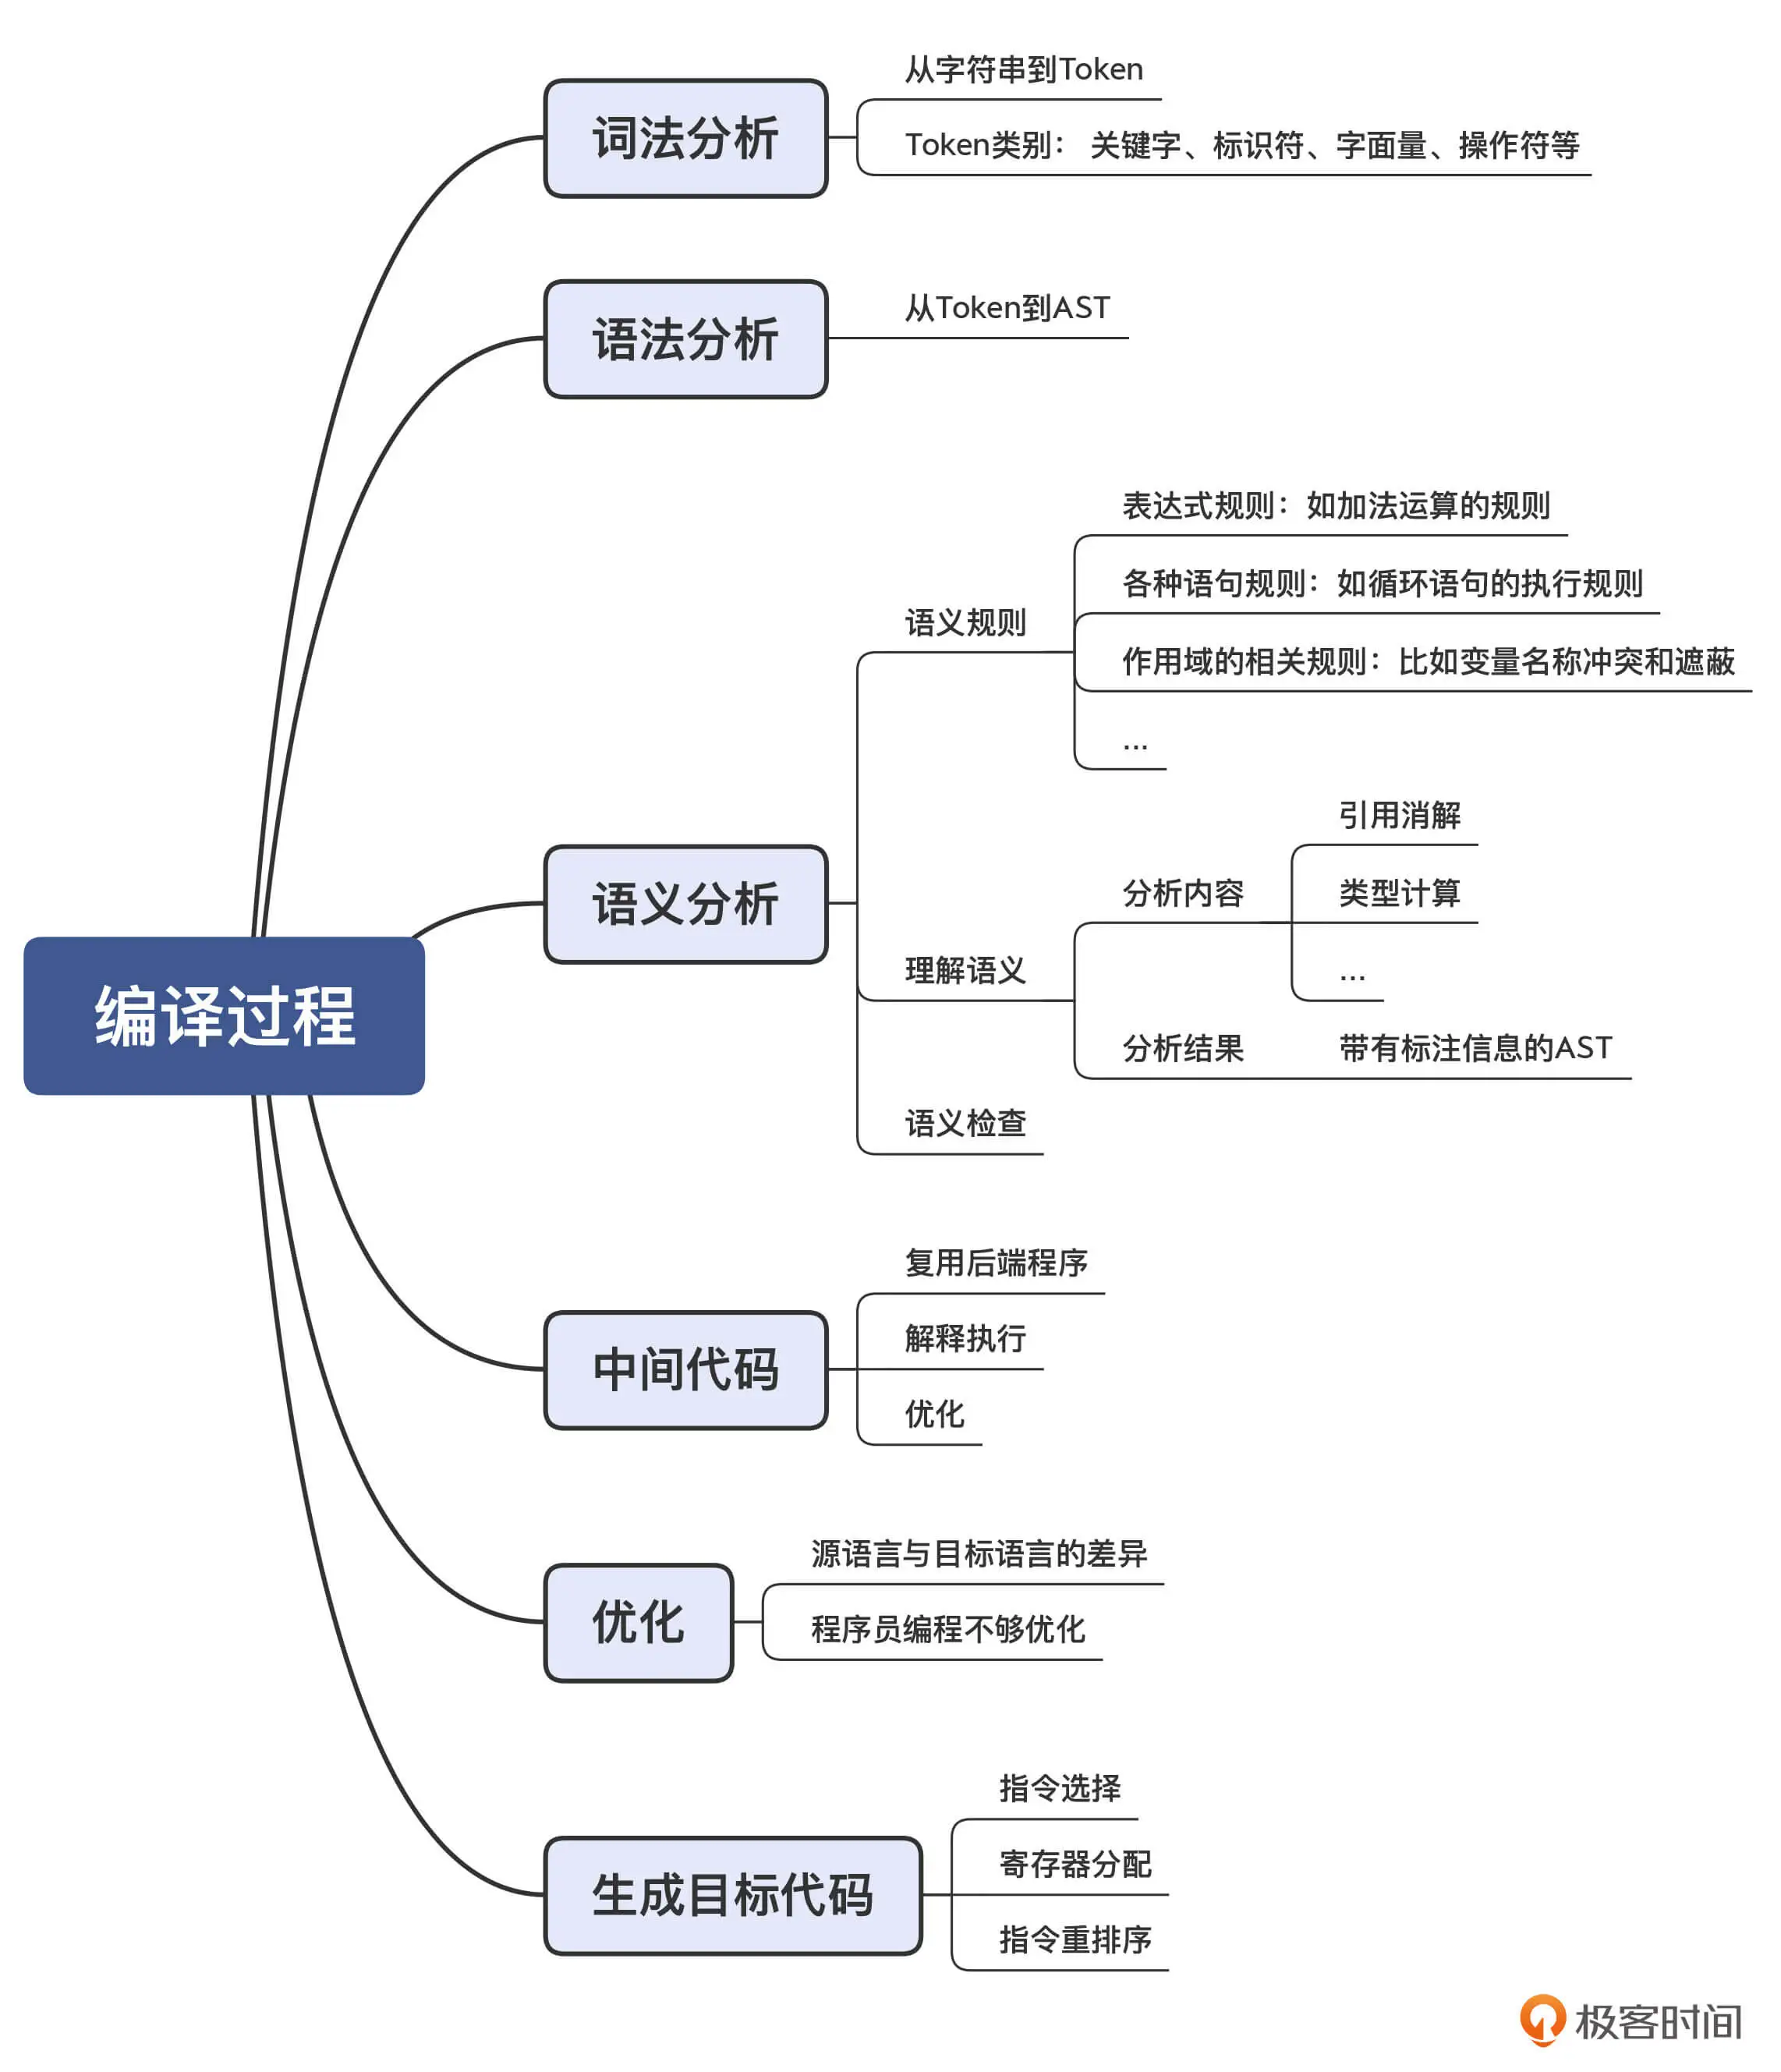 编译过程
词法分析
从字符串到Token
Token类别： 关键字、标识符、字面量、操作符等
语法分析
从Token到AST
语义分析
语义规则
表达式规则：如加法运算的规则
各种语句规则：如循环语句的执行规则
作用域的相关规则：比如变量名称冲突和遮蔽
...
理解语义
分析内容
引用消解
类型计算
...
分析结果
带有标注信息的AST
语义检查
中间代码
复用后端程序
解释执行
优化
优化
源语言与目标语言的差异
程序员编程不够优化
生成目标代码
指令选择
寄存器分配
指令重排序
极客时间